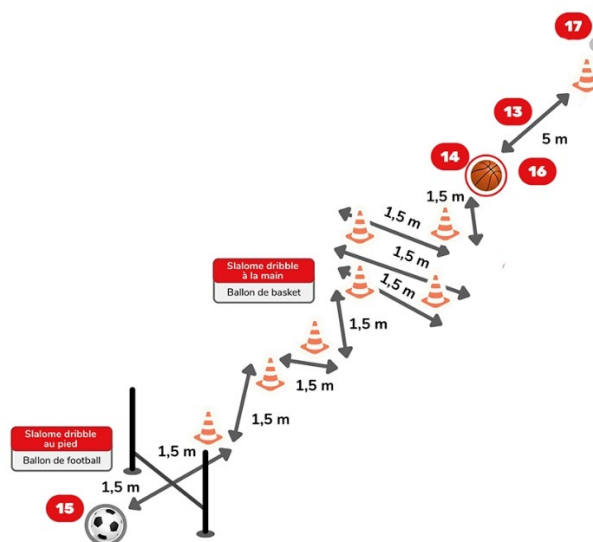 17
13
5 m
14
16
1,5 m
1,5 m
1,5 m
1,5 m
Slalome dribble
à la main
Ballon de basket
1,5 m
1,5 m
1,5 m
Slalome dribble
au pied
Ballon de football
1,5 m
1,5 m
15